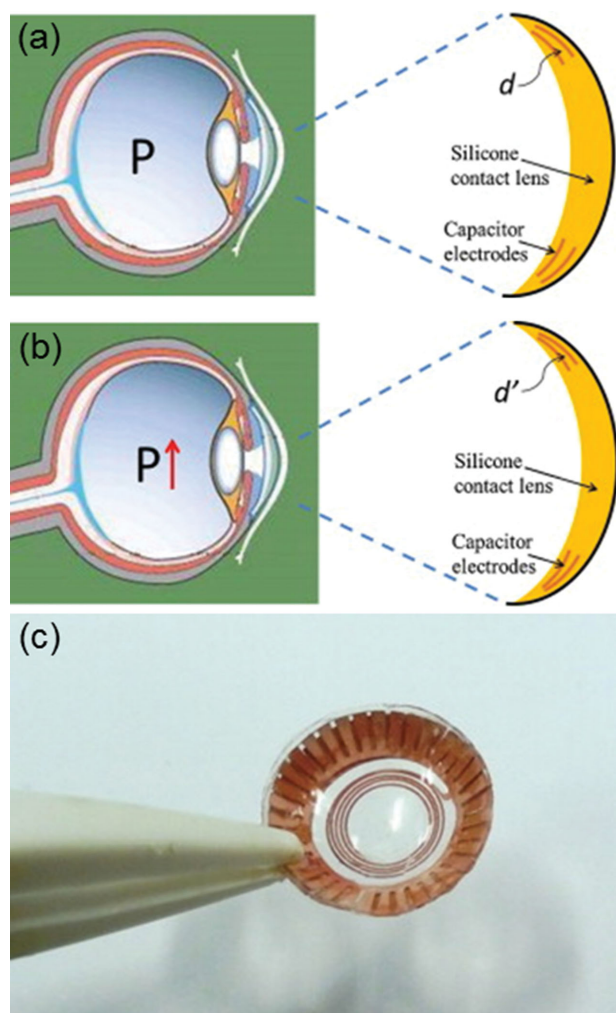 (a)
P
d
Silicone
contact lens
Capacitor
electrodes
(b)
P
d'
Silicone
contact lens
Capacitor
electrodes
(c)